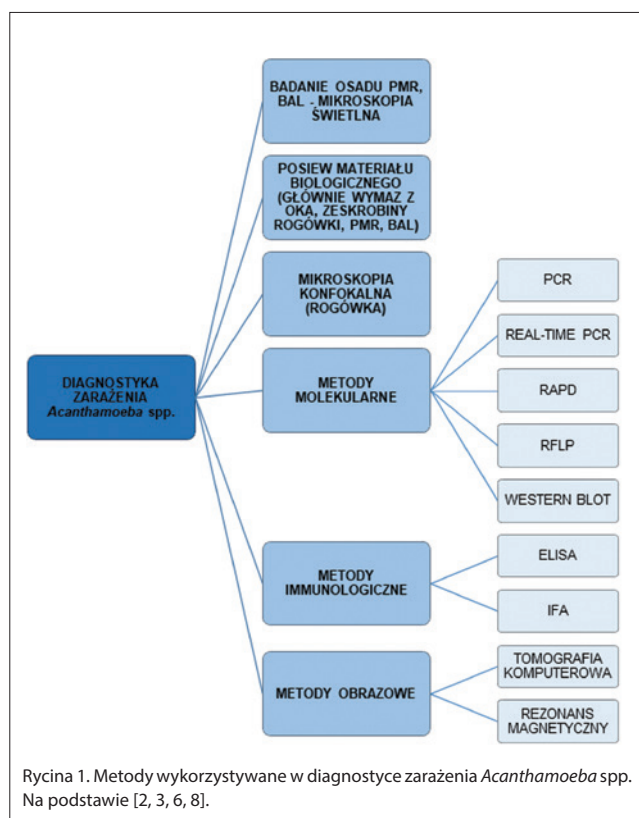 BADANIE OSADU PMR,
BAL - MIKROSKOPIA
ŚWIETLNA
POSIEW MATERIAŁU
BIOLOGICZNEGO
(GŁÓWNIE WYMAZ Z
OKA, ZESKROBINY
ROGÓWKI, PMR, BAL)
MIKROSKOPIA
KONFOKALNA
(ROGÓWKA)
DIAGNOSTYKA
ZARAŻENIA
Acanthamoeba spp.
METODY
MOLEKULARNE
PCR
REAL-TIME PCR
RAPD
RFLP
WESTERN BLOT
METODY
IMMUNOLOGICZNE
ELISA
IFA
METODY OBRAZOWE
TOMOGRAFIA
KOMPUTEROWA
REZONANS
MAGNETYCZNY
Rycina 1. Metody wykorzystywane w diagnostyce zarażenia Acanthamoeba spp.
Na podstawie [2, 3, 6, 8].